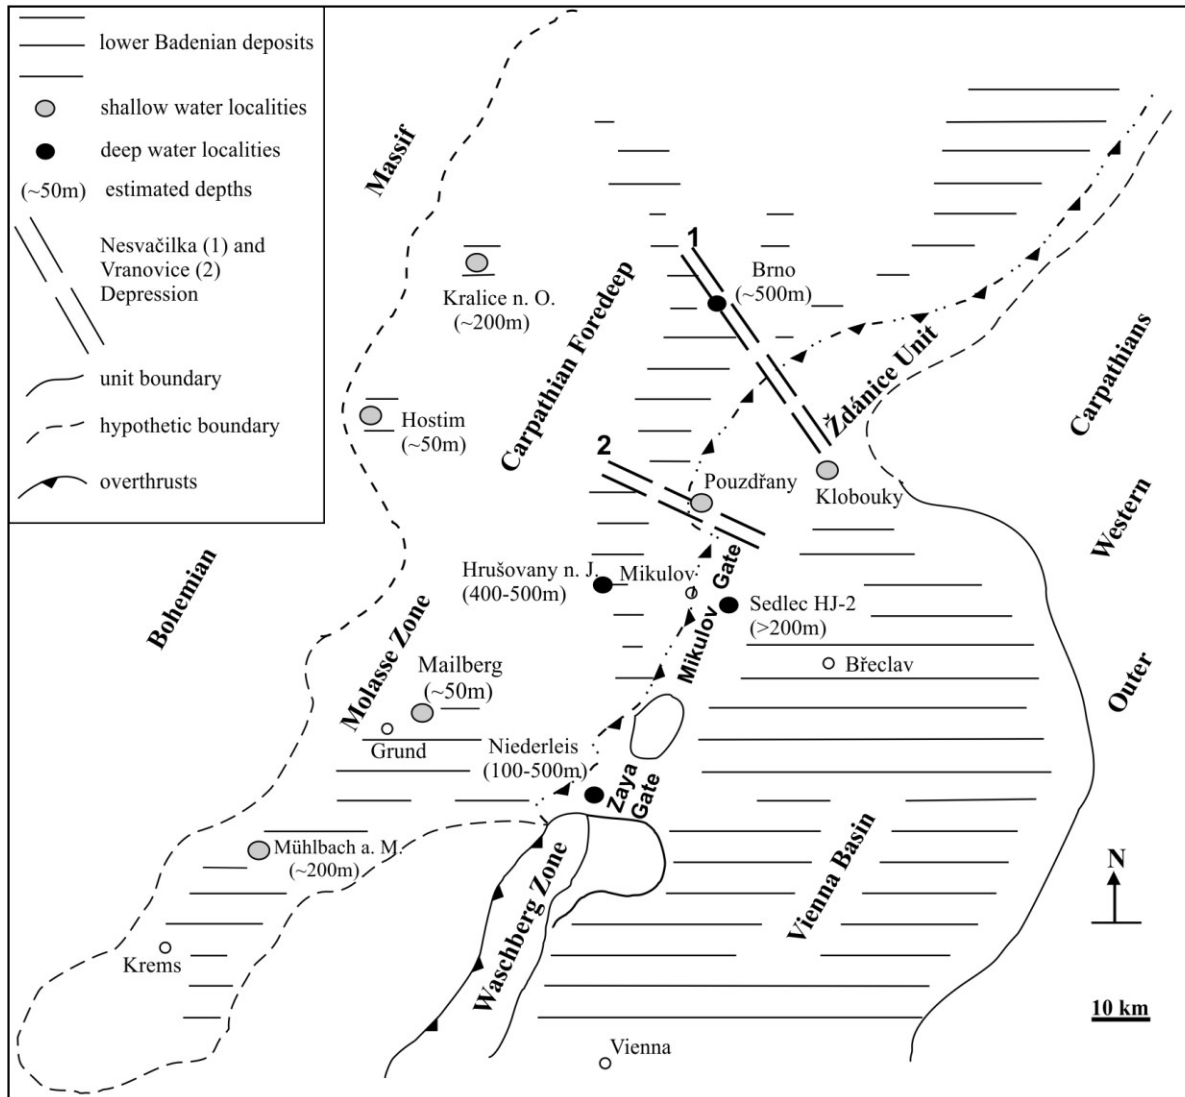 lower Badenian deposits
shallow water localities
deep water localities
(~50m) estimated depths
Nesvačilka (1) and
Vranovice (2)
Depression
unit boundary
hypothetic boundary
overthrusts
Massif
Bohemian
Carpathian Foredeep
Molasse Zone
Kralice n. O.
(~200m)
1
Brno
(~500m)
Hostim
(~50m)
Ždánice Unit
Carpathians
Western
Outer
2
Pouzdřany
Klobouky
Hrušovany n. J.
(400-500m)
Mikulov
Mikulov Gate
Sedlec HJ-2
(>200m)
Břeclav
Mailberg
(~50m)
Grund
Niederleis
(100-500m)
Zaya
Gate
Mühlbach a. M.
(~200m)
Waschberg Zone
Vienna Basin
Krems
Vienna
N
10 km